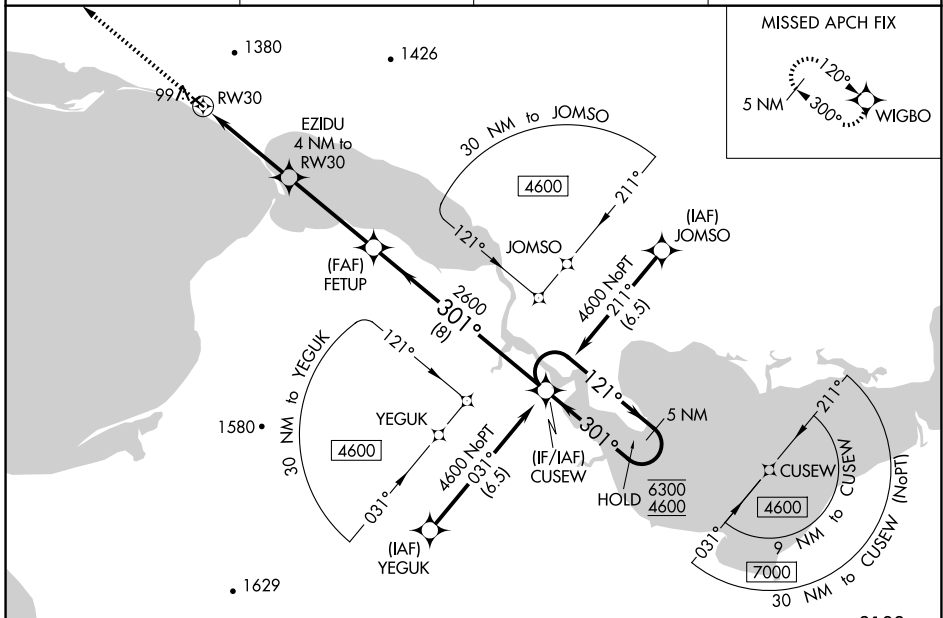 MISSED APCH FIX
120°
5 NM
300°
WIGBO
1380
1426
991
RW30
EZIDU
4 NM to
RW30
30 NM to JOMSO
4600
211°
121°
JOMSO
(IAF)
JOMSO
4600 NoPT
211°
(6.5)
(FAF)
FETUP
2600
301°
(8)
30 NM to YEGUK
121°
YEGUK
4600
031°
1580
4600 NoPT
031°
(6.5)
(IAF)
YEGUK
121°
301°
5 NM
(IF/IAF)
CUSEW
HOLD
6300
4600
211°
CUSEW
4600
9 NM to CUSEW
031°
7000
30 NM to CUSEW (NoPT)
1629